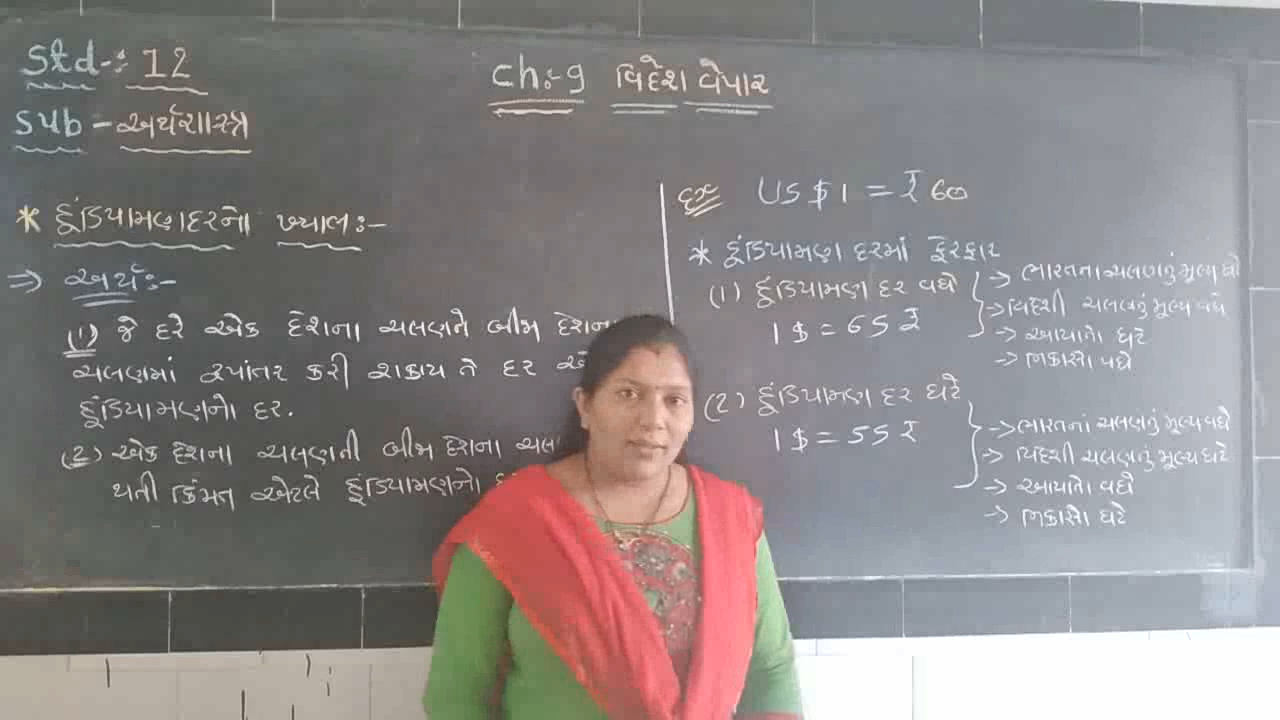 Std-: 12
Sub - અર્થશાસ્ત્ર
ch:-9 વિદેશ વેપાર
* હૂંડિયામણદરનો ખ્યાલ:-
⇒ અર્થ:-
(1) જે દરે એક દેશના ચલણને બીજા દેશના
ચલણમાં રૂપાંતર કરી શકાય તે દર એ
હૂંડિયામણનો દર.
(2) એક દેશના ચલણની બીજા દેશના
થતી કિંમત એટલે હૂંડિયામણનો
US $ 1 = ₹ 60
* હૂંડિયામણ દરમાં ફેરફાર
(1) હૂંડિયામણ દર વધે
1 $ = 65 ₹
→ ભારતના ચલણનું મૂલ્ય ઘટે
→ વિદેશી ચલણનું મૂલ્ય વધે
→ આયાતો ઘટે
→ નિકાસો વધે
(2) હૂંડિયામણ દર ઘટે
1 $ = 55 ₹
→ ભારતનાં ચલણનું મૂલ્ય વધે
→ વિદેશી ચલણનું મૂલ્ય ઘટે
→ આયાતો વધે
→ નિકાસો ઘટે